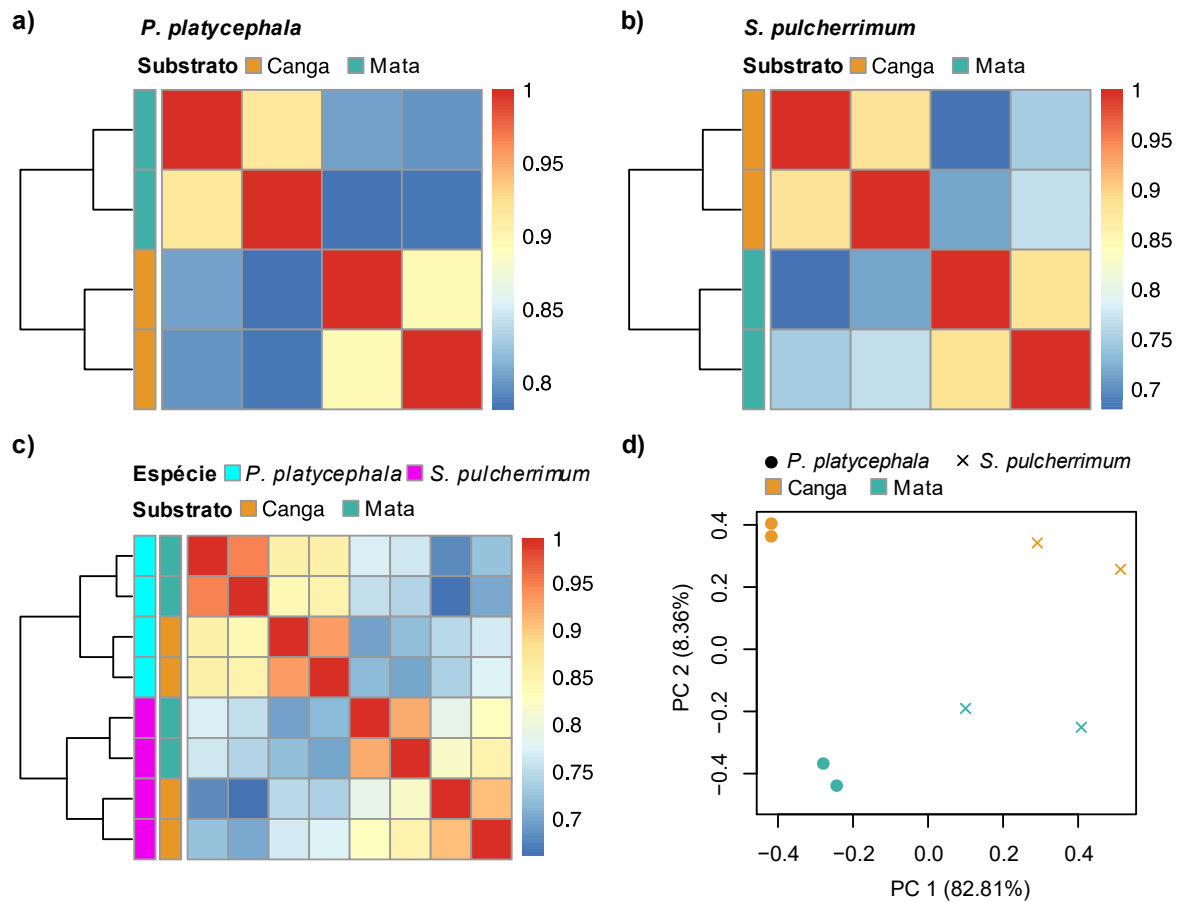 a)
P. platycephala
Substrato Canga Mata
1
0.95
0.9
0.85
0.8
b)
S. pulcherrimum
Substrato Canga Mata
1
0.95
0.9
0.85
0.8
0.75
0.7
c)
Espécie P. platycephala S. pulcherrimum
Substrato Canga Mata
1
0.95
0.9
0.85
0.8
0.75
0.7
d)
P. platycephala S. pulcherrimum
Canga Mata
PC 2 (8.36%)
0.4
0.2
0.0
−0.2
−0.4
−0.4 −0.2 0.0 0.2 0.4
PC 1 (82.81%)